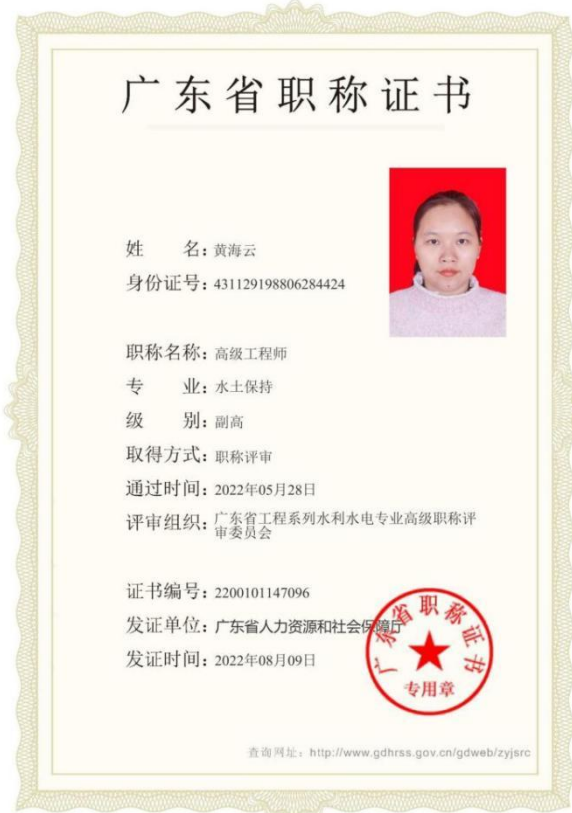 广东省职称证书
姓 名：黄海云
身份证号：431129198806284424
职称名称：高级工程师
专 业：水土保持
级 别：副高
取得方式：职称评审
通过时间：2022年05月28日
评审组织：广东省工程系列水利水电专业高级职称评
审委员会
证书编号：2200101147096
发证单位：广东省人力资源和社会保障厅
发证时间：2022年08月09日
广东省职称证书
专用章
查询网址：http://www.gdhrss.gov.cn/gdweb/zyjsrc